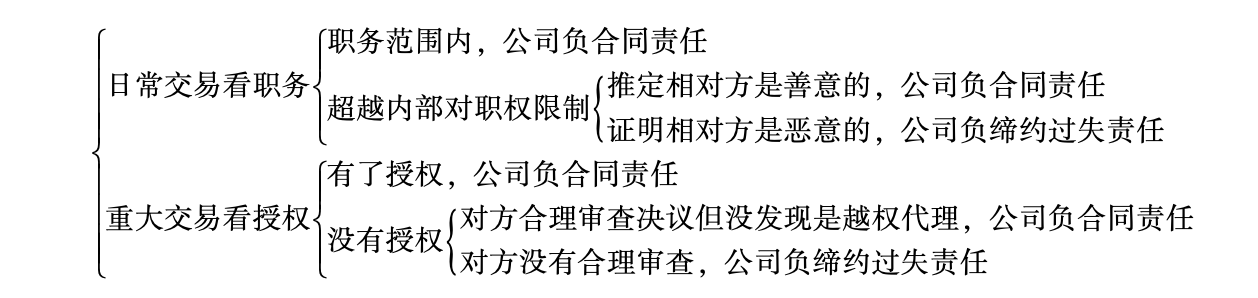 日常交易看职务
职务范围内，公司负合同责任
超越内部对职权限制
推定相对方是善意的，公司负合同责任
证明相对方是恶意的，公司负缔约过失责任
重大交易看授权
有了授权，公司负合同责任
没有授权
对方合理审查决议但没发现是越权代理，公司负合同责任
对方没有合理审查，公司负缔约过失责任